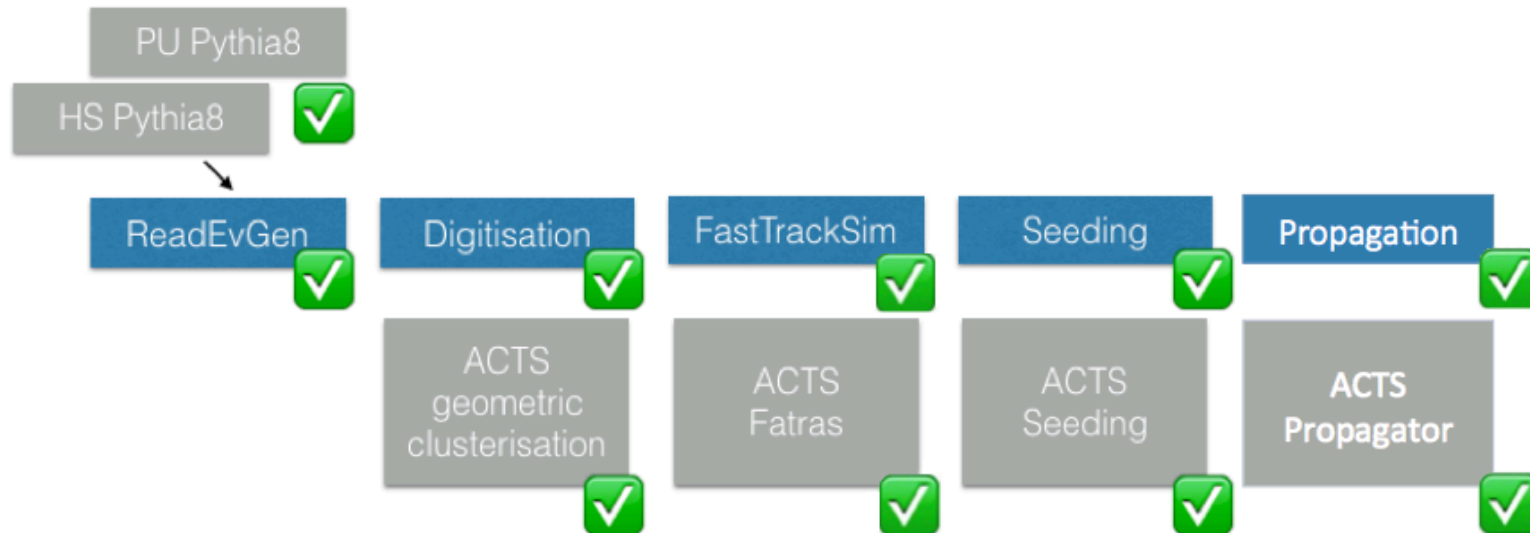 PU Pythia8
HS Pythia8
ReadEvGen
Digitisation
FastTrackSim
Seeding
Propagation
ACTS
geometric
clusterisation
ACTS
Fatras
ACTS
Seeding
ACTS
Propagator